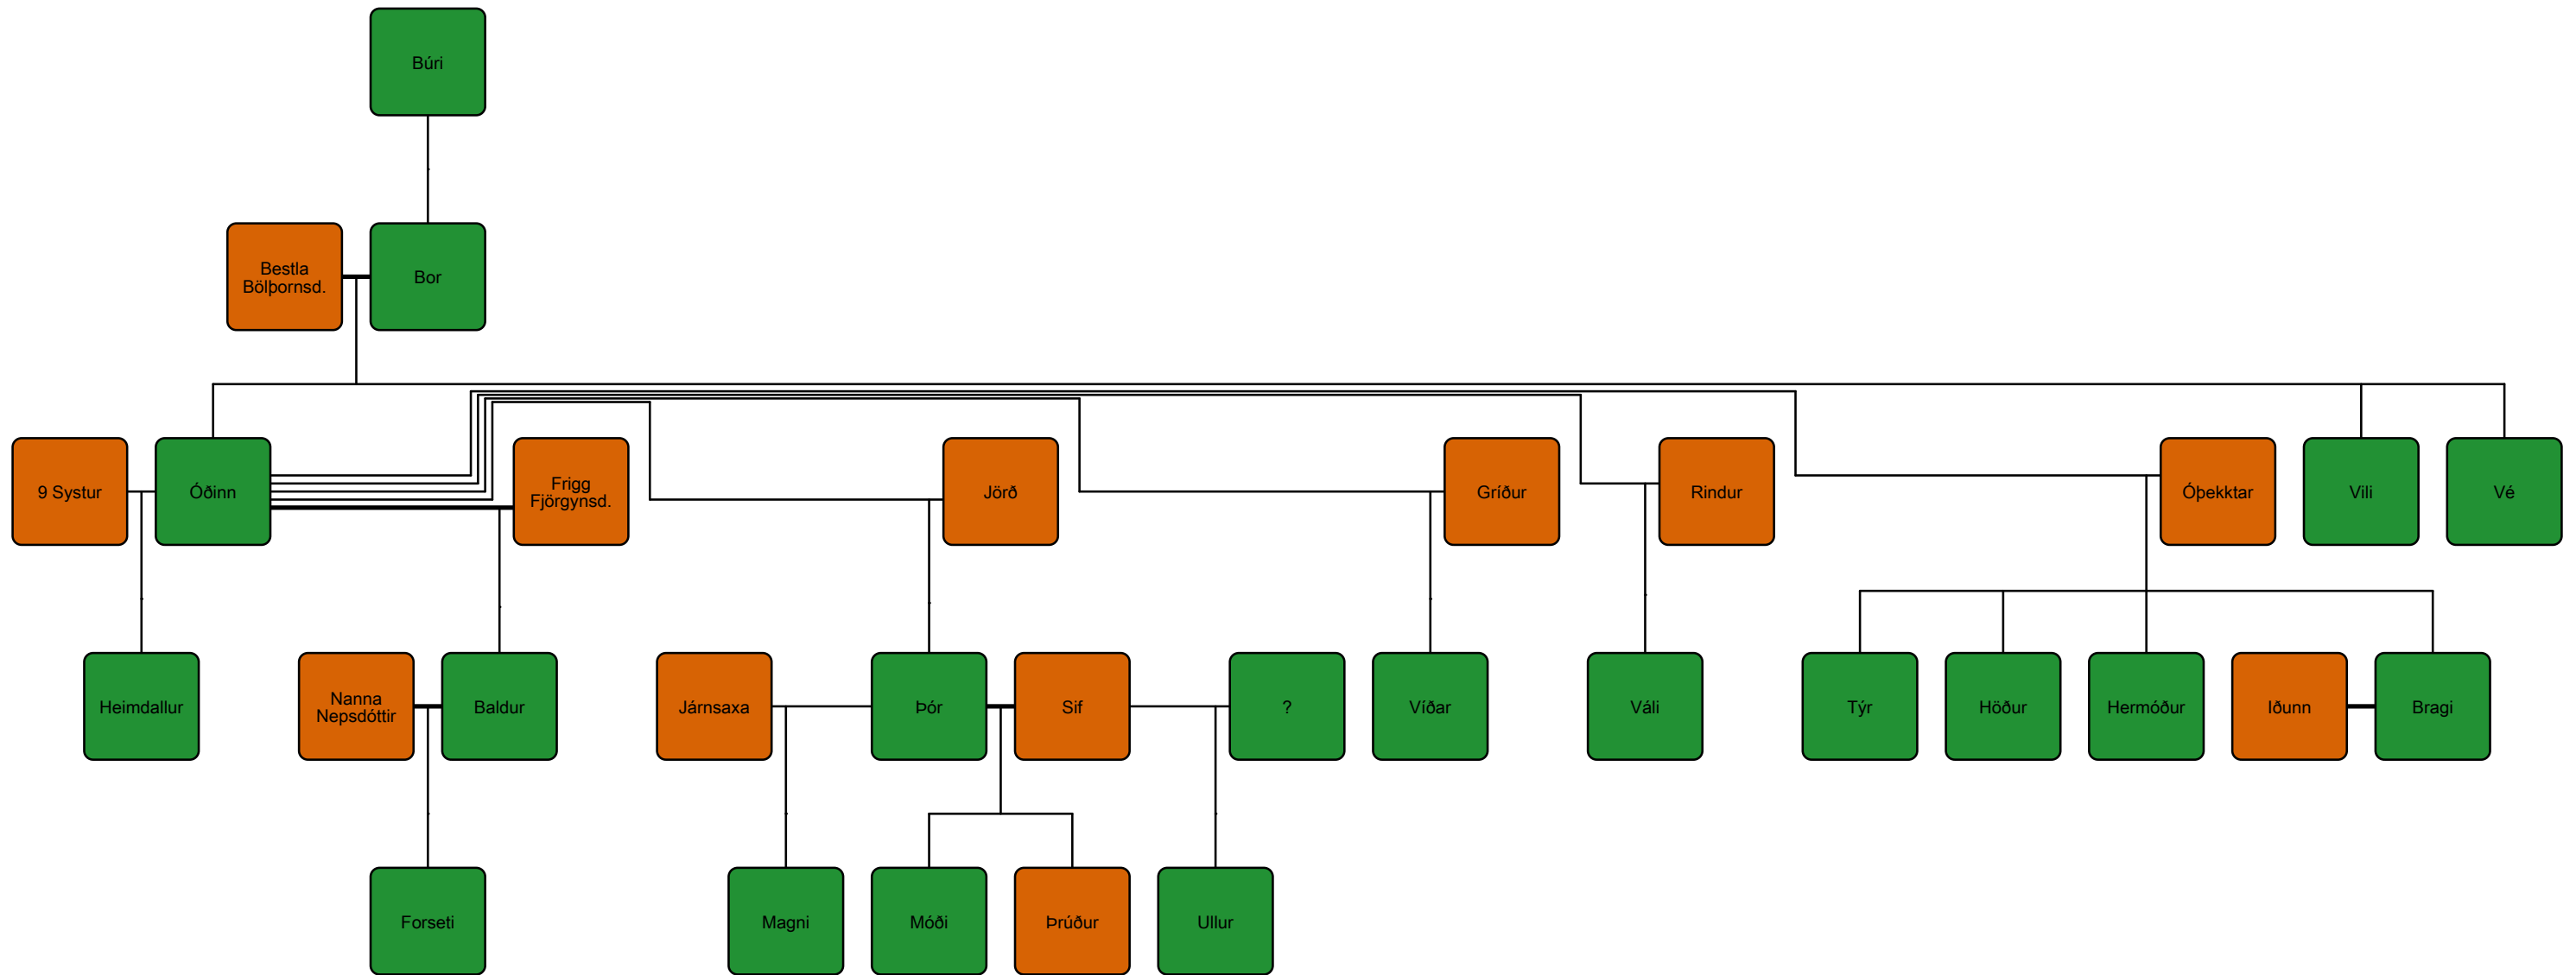 Búri
Bestla
Bölþornsd.
Bor
9 Systur
Óðinn
Frigg
Fjörgynsd.
Jörð
Gríður
Rindur
Óþekktar
Vili
Vé
Heimdallur
Nanna
Nepsdóttir
Baldur
Járnsaxa
Þór
Sif
?
Víðar
Váli
Týr
Höður
Hermóður
Iðunn
Bragi
Forseti
Magni
Móði
Þrúður
Ullur